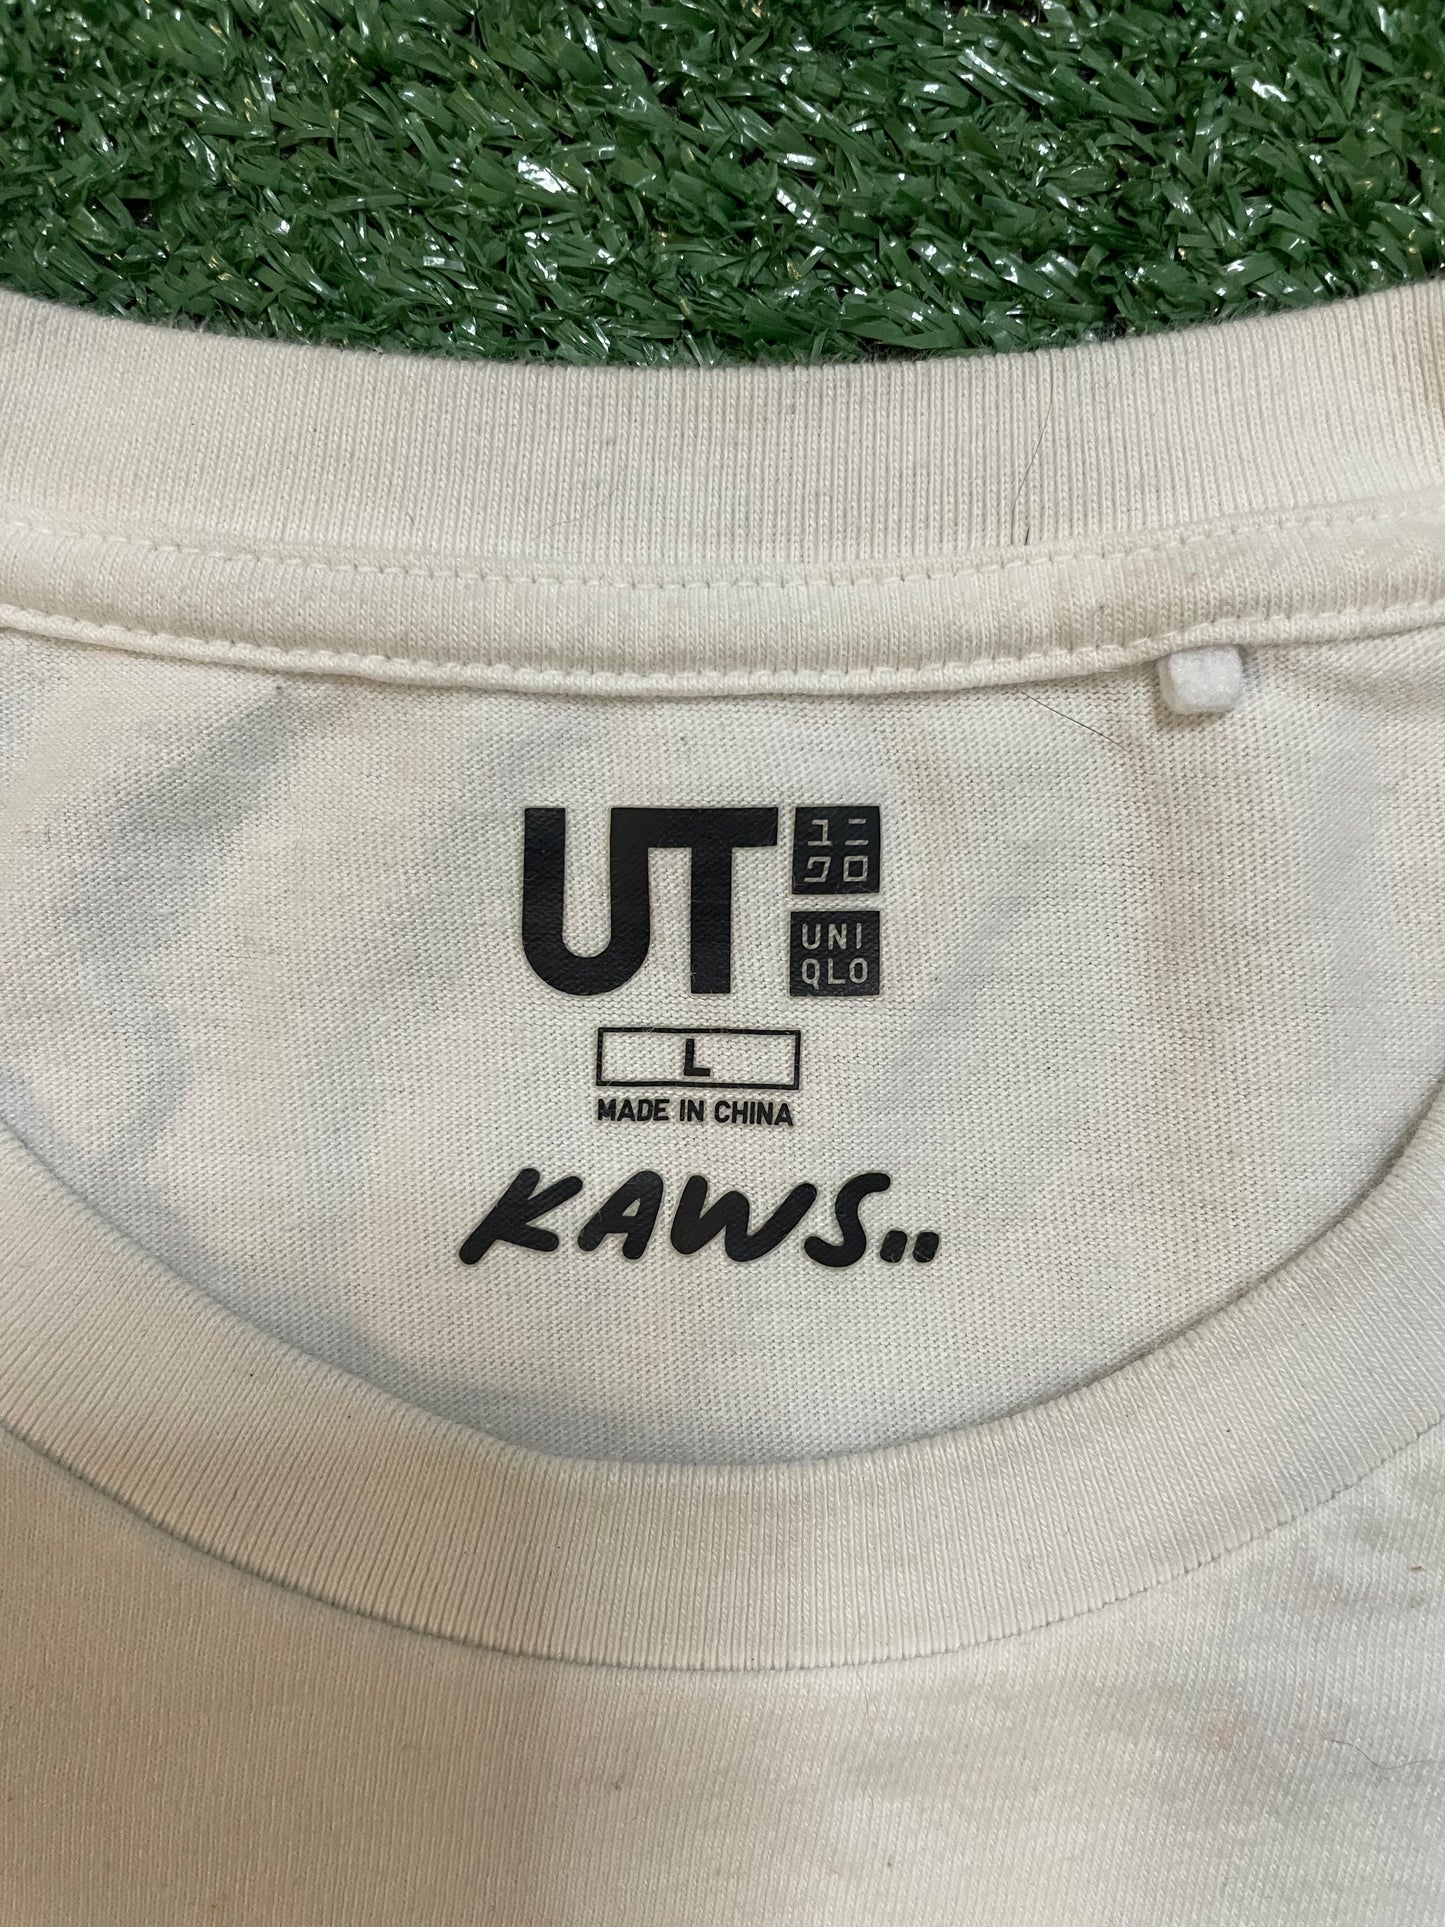 UT
ユニ
クロ
UNI
QLO
L
MADE IN CHINA
KAWS..